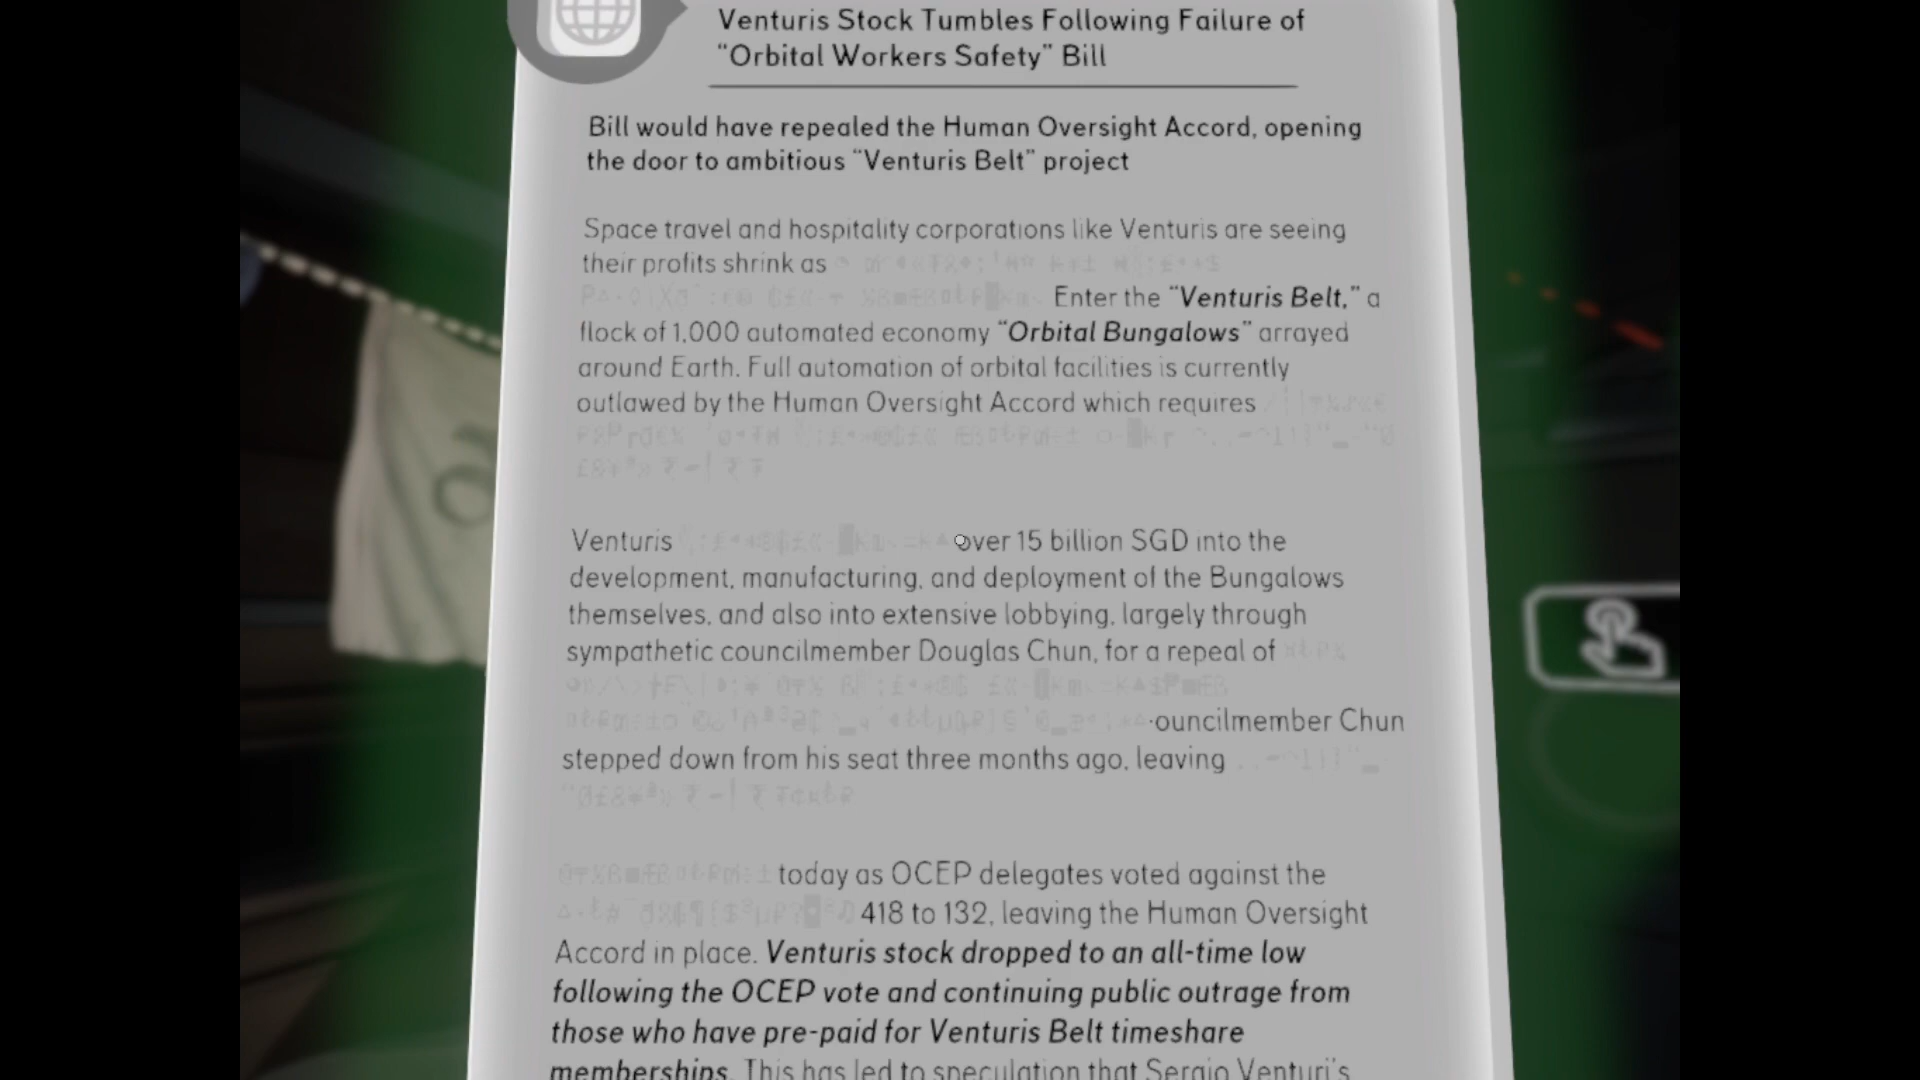 Venturis Stock Tumbles Following Failure of
“Orbital Workers Safety” Bill
Bill would have repealed the Human Oversight Accord, opening
the door to ambitious “Venturis Belt” project
Space travel and hospitality corporations like Venturis are seeing
their profits shrink as
Enter the “Venturis Belt,” a
flock of 1,000 automated economy “Orbital Bungalows” arrayed
around Earth. Full automation of orbital facilities is currently
outlawed by the Human Oversight Accord which requires
Venturis over 15 billion SGD into the
development, manufacturing, and deployment of the Bungalows
themselves, and also into extensive lobbying, largely through
sympathetic councilmember Douglas Chun, for a repeal of
ouncilmember Chun
stepped down from his seat three months ago, leaving
today as OCEP delegates voted against the
418 to 132, leaving the Human Oversight
Accord in place. Venturis stock dropped to an all-time low
following the OCEP vote and continuing public outrage from
those who have pre-paid for Venturis Belt timeshare
memberships. This has led to speculation that Sergio Venturi's